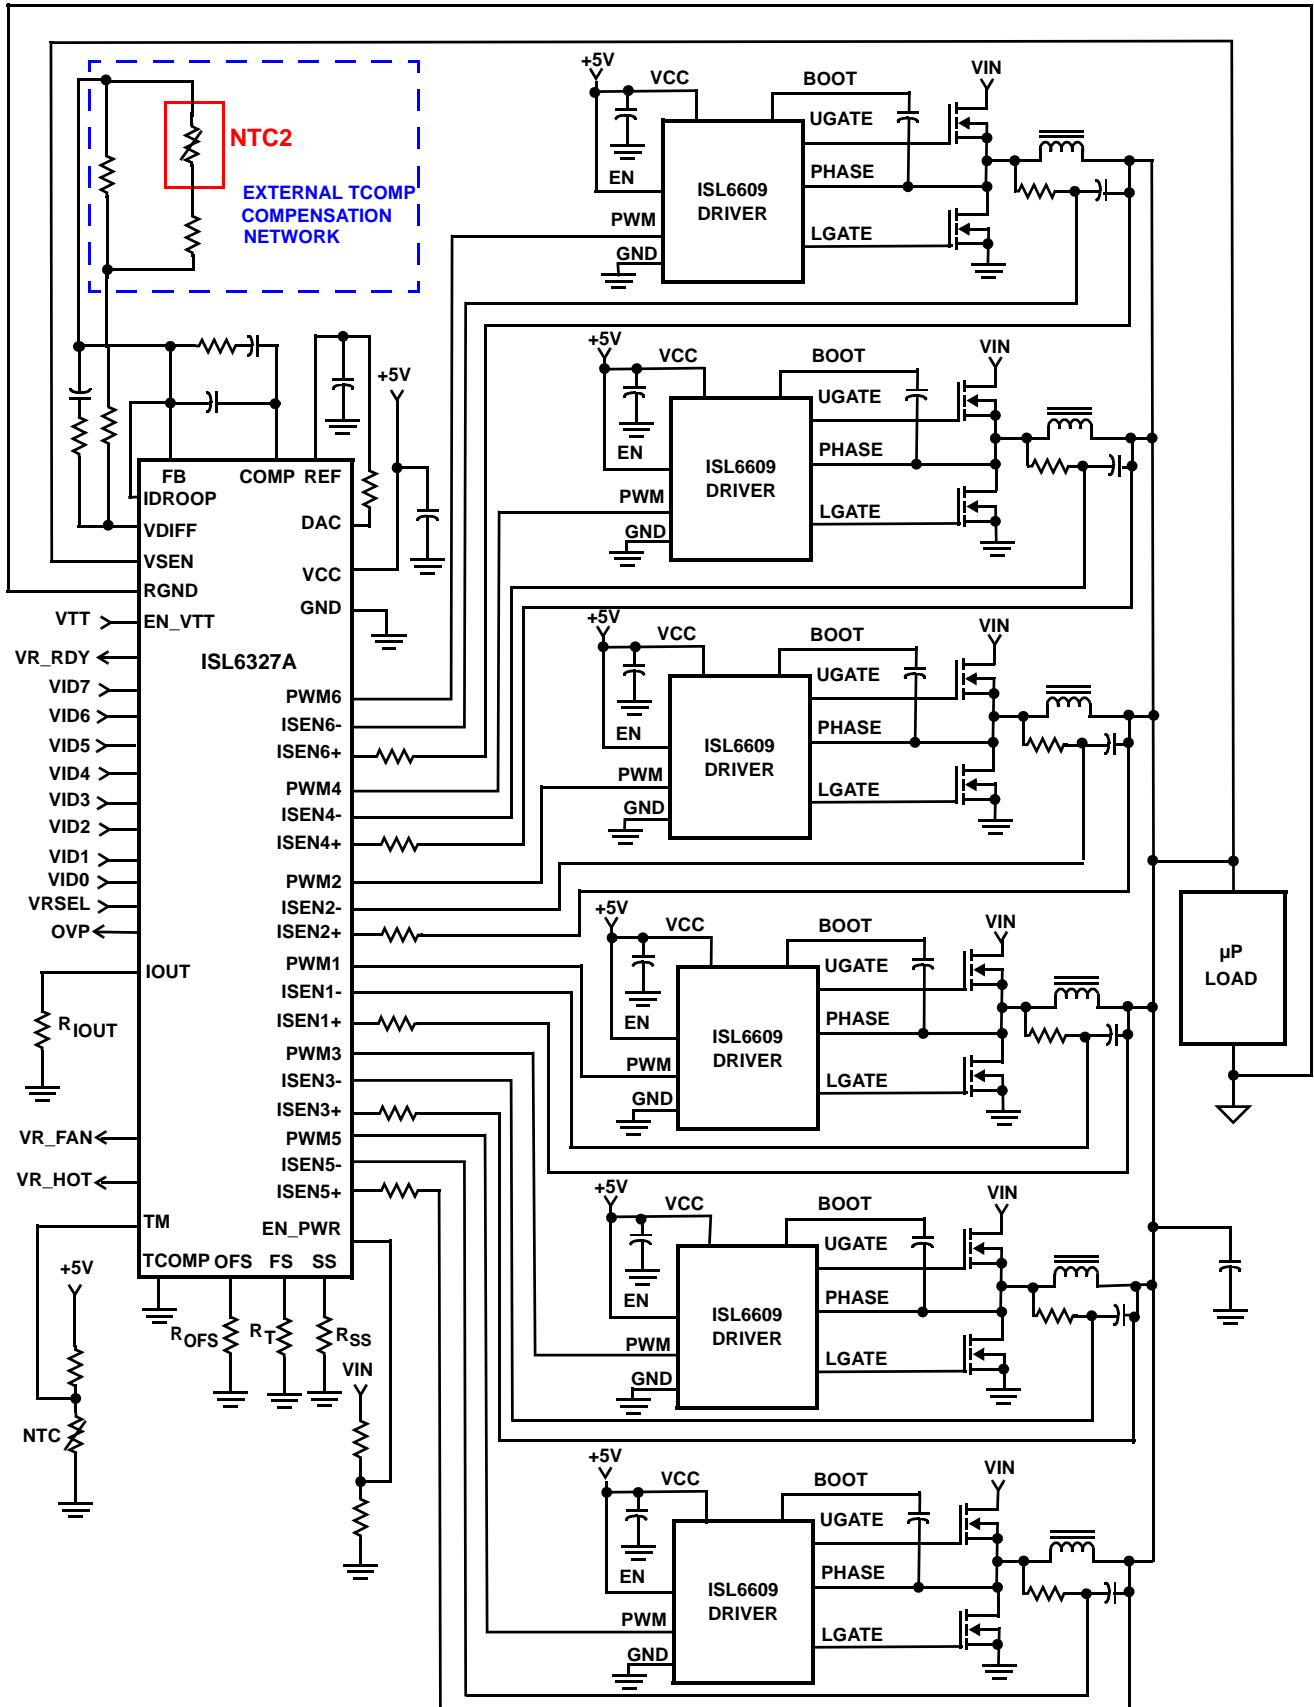 NTC2
EXTERNAL TCOMP
COMPENSATION
NETWORK
+5V
VCC
BOOT
VIN
UGATE
EN
ISL6609
DRIVER
PHASE
PWM
LGATE
GND
+5V
VCC
BOOT
VIN
UGATE
EN
ISL6609
DRIVER
PHASE
PWM
LGATE
GND
+5V
VCC
BOOT
VIN
UGATE
EN
ISL6609
DRIVER
PHASE
PWM
LGATE
GND
+5V
VCC
BOOT
VIN
UGATE
EN
ISL6609
DRIVER
PHASE
PWM
LGATE
GND
+5V
VCC
BOOT
VIN
UGATE
EN
ISL6609
DRIVER
PHASE
PWM
LGATE
GND
+5V
VCC
BOOT
VIN
UGATE
EN
ISL6609
DRIVER
PHASE
PWM
LGATE
GND
µP
LOAD
+5V
FB
COMP
REF
IDROOP
VDIFF
DAC
VSEN
VCC
RGND
GND
EN_VTT
ISL6327A
VTT
VR_RDY
VID7
VID6
VID5
VID4
VID3
VID2
VID1
VID0
VRSEL
OVP
PWM6
ISEN6-
ISEN6+
PWM4
ISEN4-
ISEN4+
PWM2
ISEN2-
ISEN2+
PWM1
ISEN1-
ISEN1+
PWM3
ISEN3-
ISEN3+
PWM5
ISEN5-
ISEN5+
EN_PWR
IOUT
RIOUT
VR_FAN
VR_HOT
TM
TCOMP
OFS
FS
SS
+5V
ROFS
RT
RSS
VIN
NTC